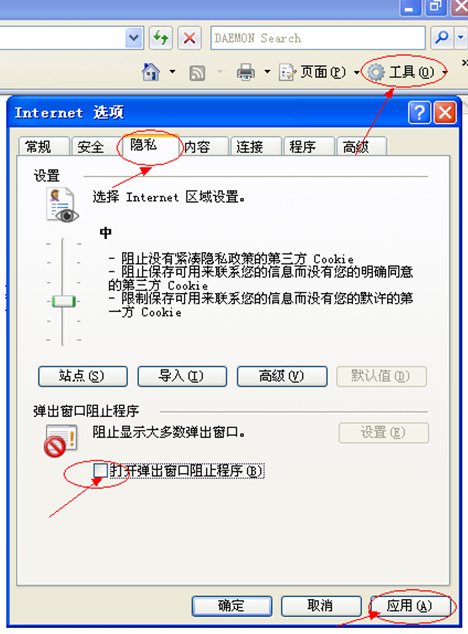 DAEMON Search
页面(P)
工具(O)
Internet 选项
常规 安全 隐私 内容 连接 程序 高级
设置
选择 Internet 区域设置。
中
- 阻止没有紧凑隐私政策的第三方 Cookie
- 阻止保存可用来联系您的信息而没有您的明确同意
的第三方 Cookie
- 限制保存可用来联系您的信息而没有您的默许的第
一方 Cookie
站点(S) 导入(I) 高级(V) 默认值(D)
弹出窗口阻止程序
阻止显示大多数弹出窗口。
设置(E)
打开弹出窗口阻止程序(B)
确定 取消 应用(A)